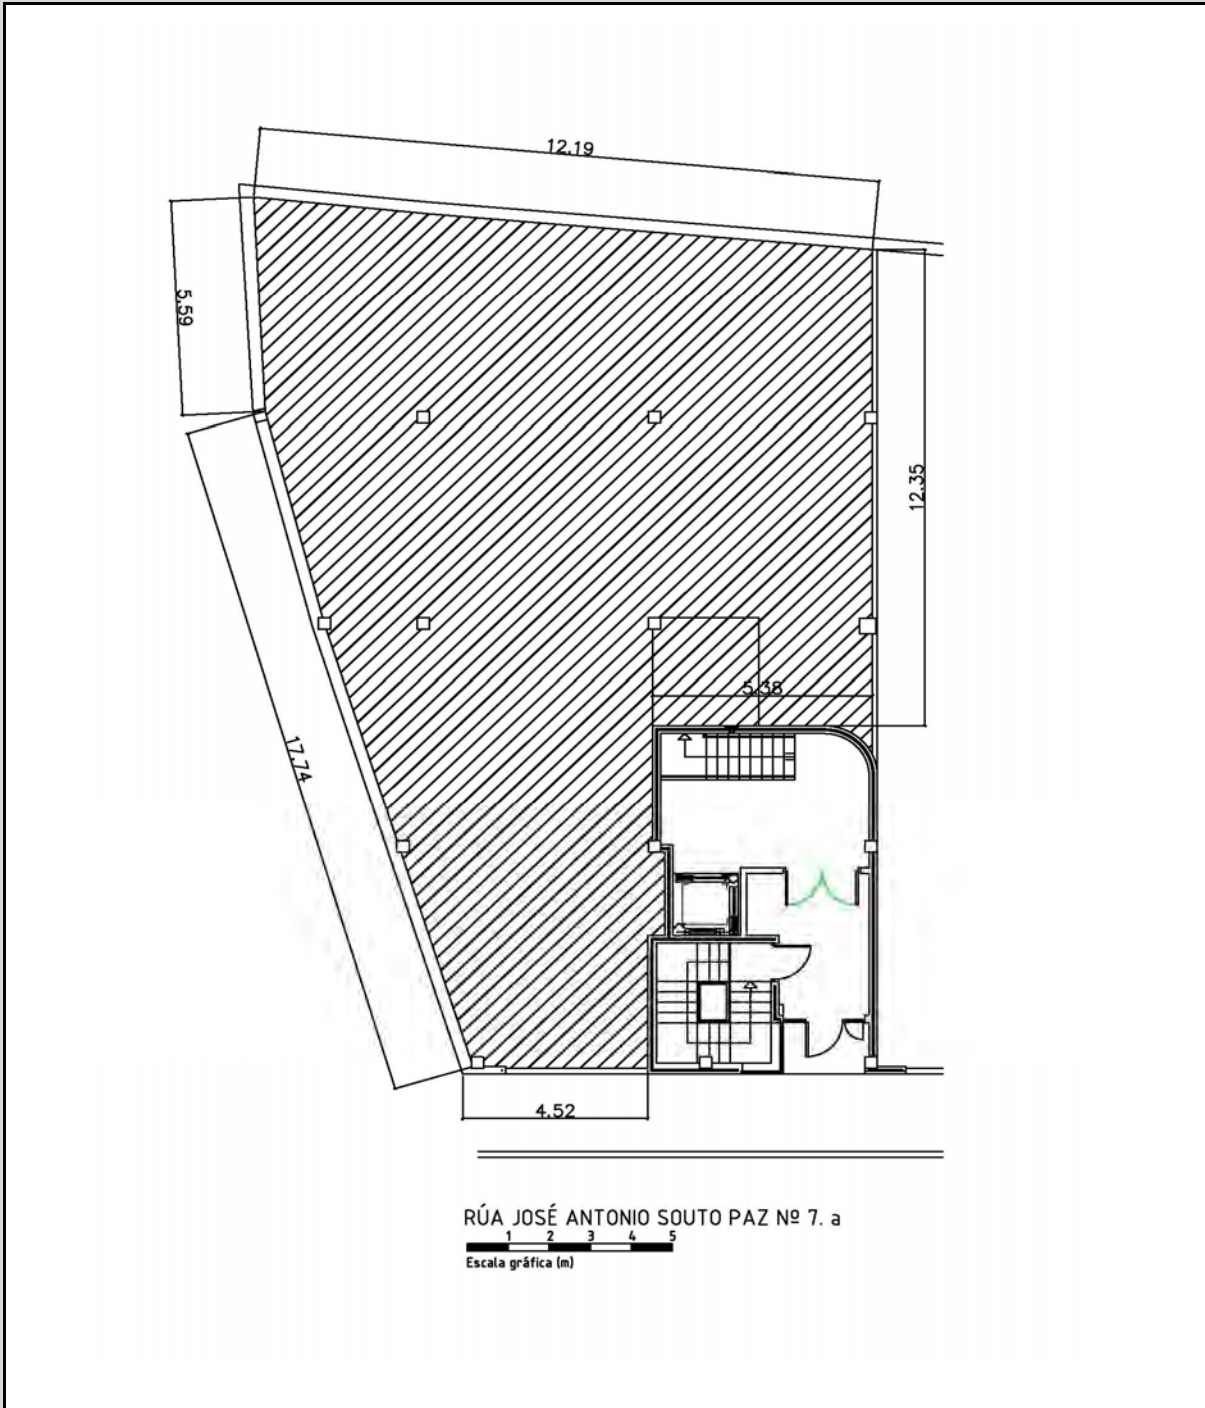 12.19
5.59
12.35
5.38
17.74
4.52
RÚA JOSÉ ANTONIO SOUTO PAZ Nº 7. a
1 2 3 4 5
Escala gráfica (m)